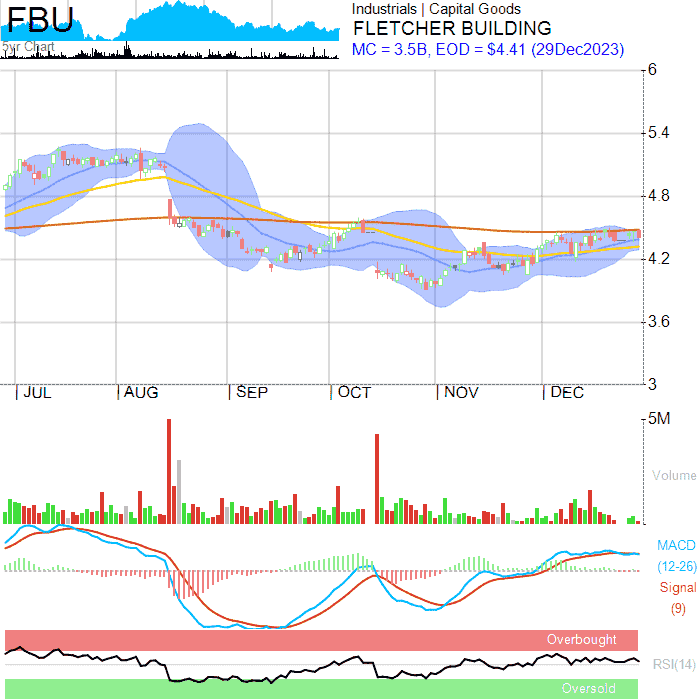 FBU
5yr Chart
Industrials | Capital Goods
FLETCHER BUILDING
MC = 3.5B, EOD = $4.41 (29Dec2023)
6
5.4
4.8
4.2
3.6
3
JUL
AUG
SEP
OCT
NOV
DEC
5M
Volume
MACD
(12-26)
Signal
(9)
Overbought
RSI(14)
Oversold